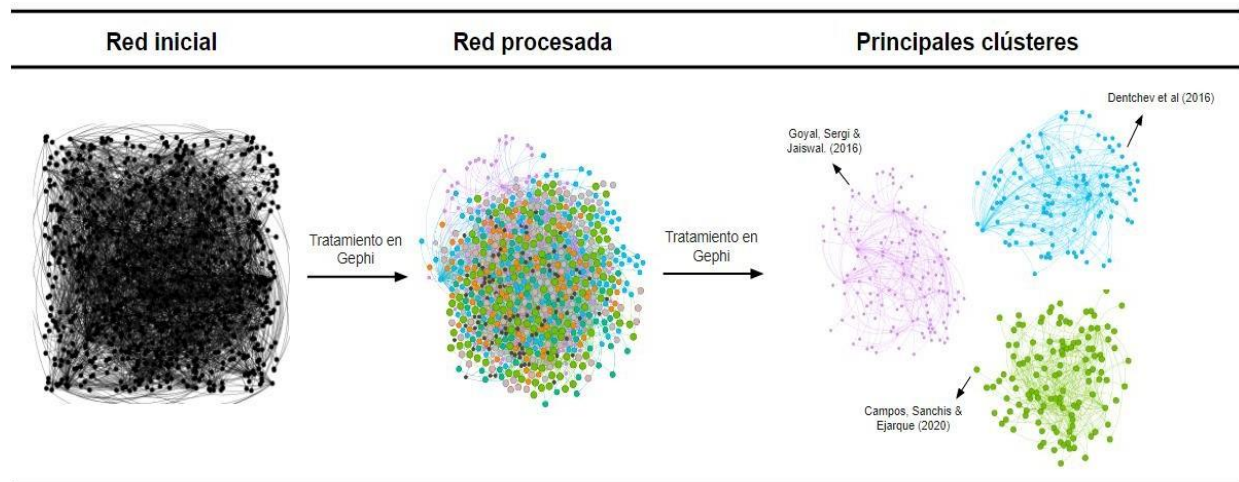 Red inicial
Red procesada
Principales clústeres
Dentchev et al (2016)
Goyal, Sergi &
Jaiswal. (2016)
Tratamiento en
Gephi
Tratamiento en
Gephi
Campos, Sanchis &
Ejarque (2020)